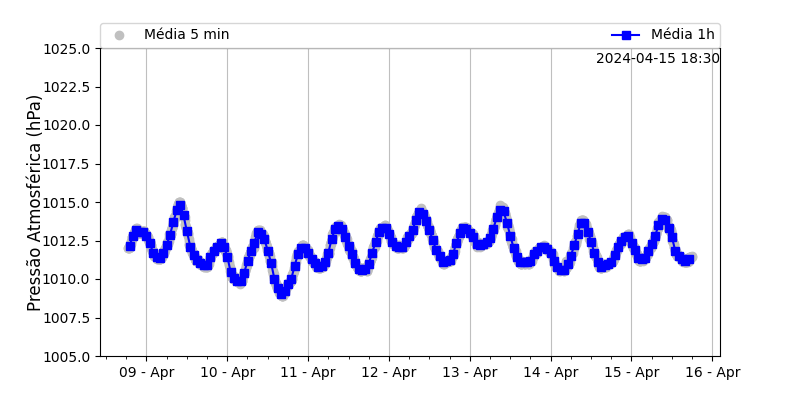 Média 5 min
Média 1h
2024-04-15 18:30
Pressão Atmosférica (hPa)
1025.0
1022.5
1020.0
1017.5
1015.0
1012.5
1010.0
1007.5
1005.0
09 - Apr
10 - Apr
11 - Apr
12 - Apr
13 - Apr
14 - Apr
15 - Apr
16 - Apr